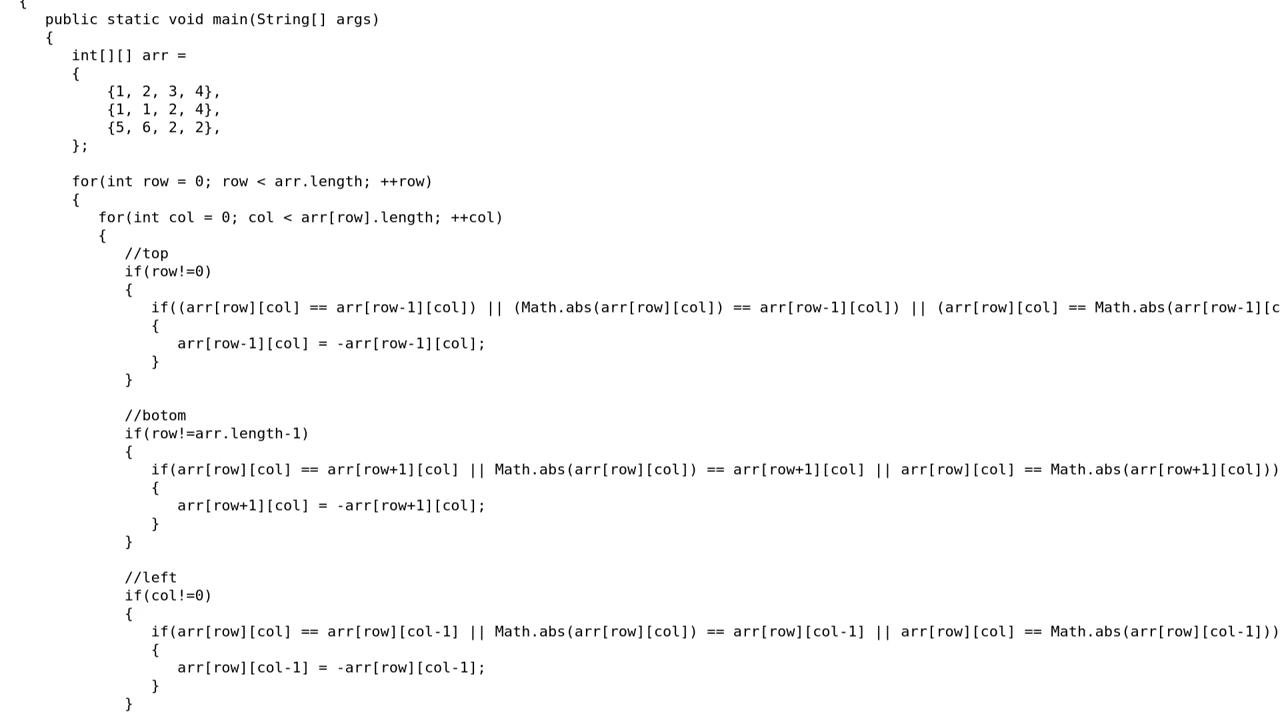 {
public static void main(String[] args)
{
int[][] arr =
{
{1, 2, 3, 4},
{1, 1, 2, 4},
{5, 6, 2, 2},
};
for(int row = 0; row < arr.length; ++row)
{
for(int col = 0; col < arr[row].length; ++col)
{
//top
if(row!=0)
{
if((arr[row][col] == arr[row-1][col]) || (Math.abs(arr[row][col]) == arr[row-1][col]) || (arr[row][col] == Math.abs(arr[row-1][c
{
arr[row-1][col] = -arr[row-1][col];
}
}
//botom
if(row!=arr.length-1)
{
if(arr[row][col] == arr[row+1][col] || Math.abs(arr[row][col]) == arr[row+1][col] || arr[row][col] == Math.abs(arr[row+1][col]))
{
arr[row+1][col] = -arr[row+1][col];
}
}
//left
if(col!=0)
{
if(arr[row][col] == arr[row][col-1] || Math.abs(arr[row][col]) == arr[row][col-1] || arr[row][col] == Math.abs(arr[row][col-1]))
{
arr[row][col-1] = -arr[row][col-1];
}
}